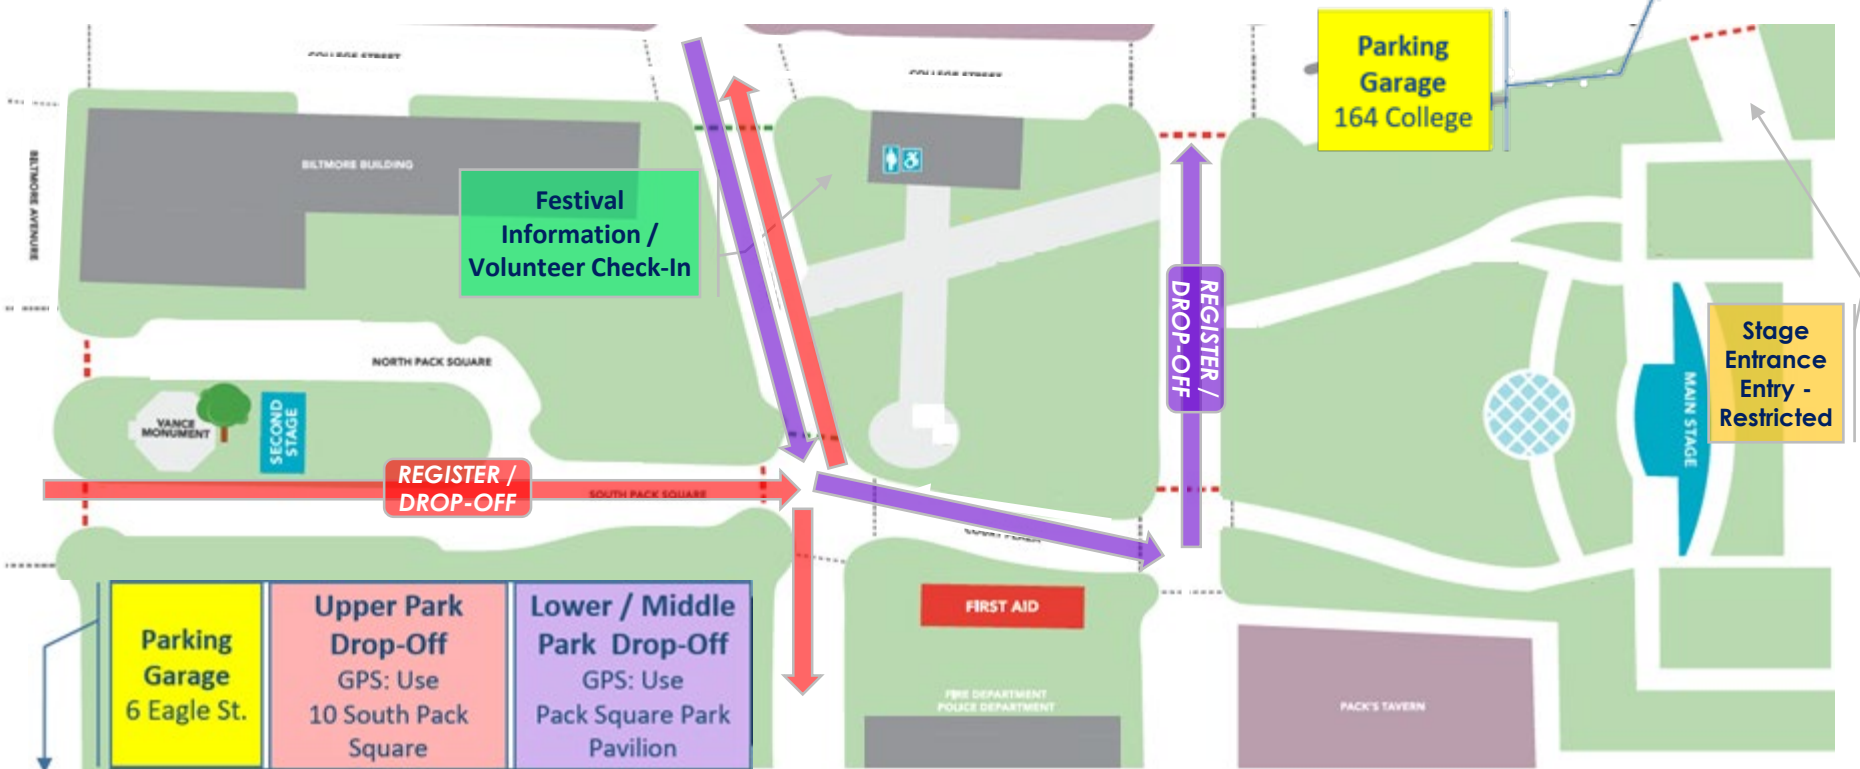 COLLEGE STREET
COLLEGE STREET
Parking
Garage
164 College
BELTMORE AVENUE
BILTMORE BUILDING
Festival
Information /
Volunteer Check-In
REGISTER /
DROP-OFF
NORTH PACK SQUARE
VANCE
MONUMENT
SECOND
STAGE
REGISTER /
DROP-OFF
SOUTH PACK SQUARE
MAIN STAGE
Stage
Entrance
Entry -
Restricted
COURT PLAZA
FIRST AID
FIRE DEPARTMENT
POLICE DEPARTMENT
PACK'S TAVERN
Parking
Garage
6 Eagle St.
Upper Park
Drop-Off
GPS: Use
10 South Pack
Square
Lower / Middle
Park Drop-Off
GPS: Use
Pack Square Park
Pavilion